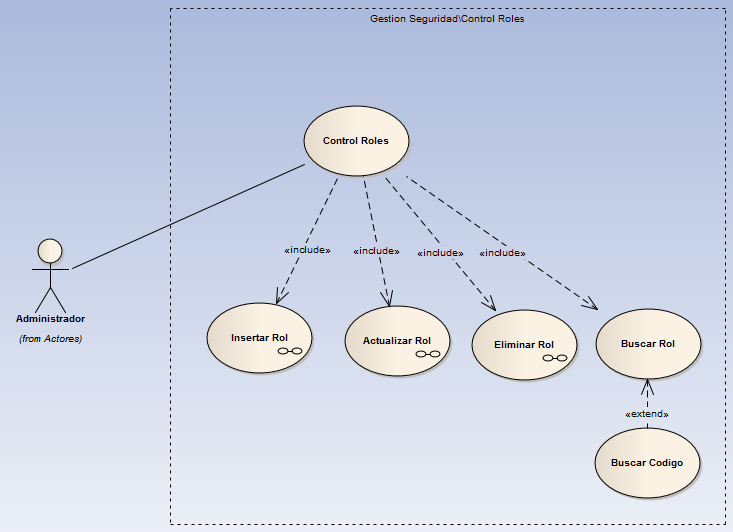 Gestion Seguridad\Control Roles
Control Roles
«include»
«include»
«include»
«include»
Administrador
(from Actores)
Insertar Rol
Actualizar Rol
Eliminar Rol
Buscar Rol
«extend»
Buscar Codigo